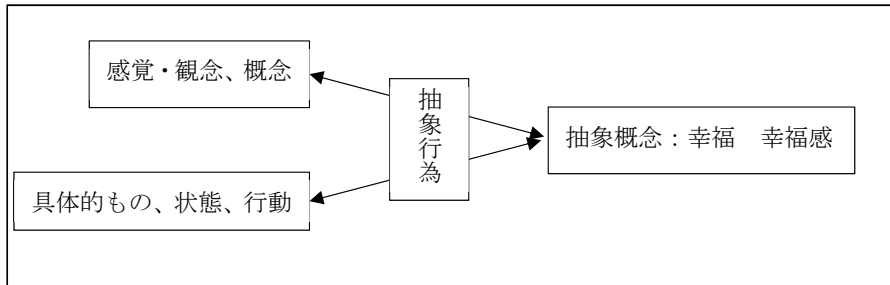 感覚・観念、概念
抽象行為
抽象概念：幸福　幸福感
具体的もの、状態、行動